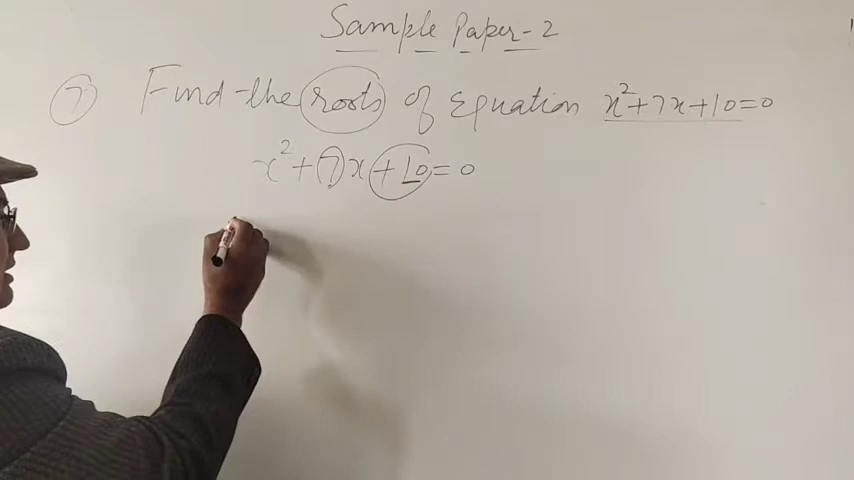 Sample Paper-2
7 Find the roots of Equation x²+7x+10=0
x²+7x+10=0